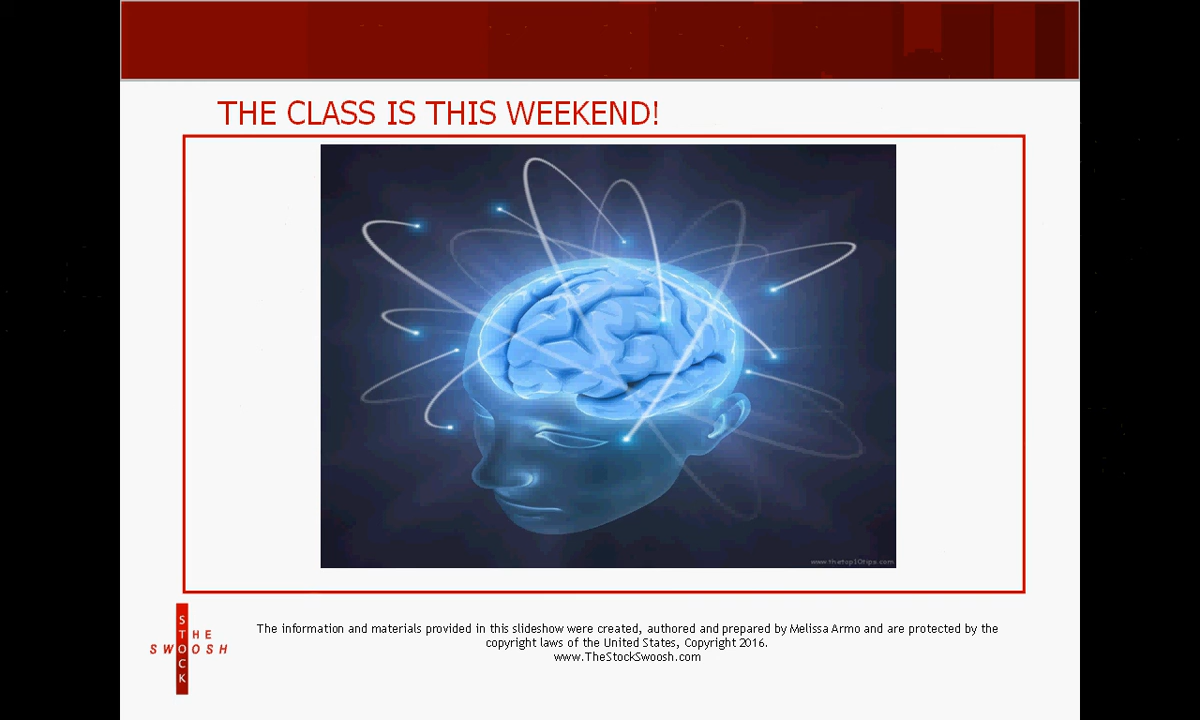 THE CLASS IS THIS WEEKEND!
www.thetop10tips.com
STOCK
THE
SWOOSH
The information and materials provided in this slideshow were created, authored and prepared by Melissa Armo and are protected by the
copyright laws of the United States, Copyright 2016.
www.TheStockSwoosh.com